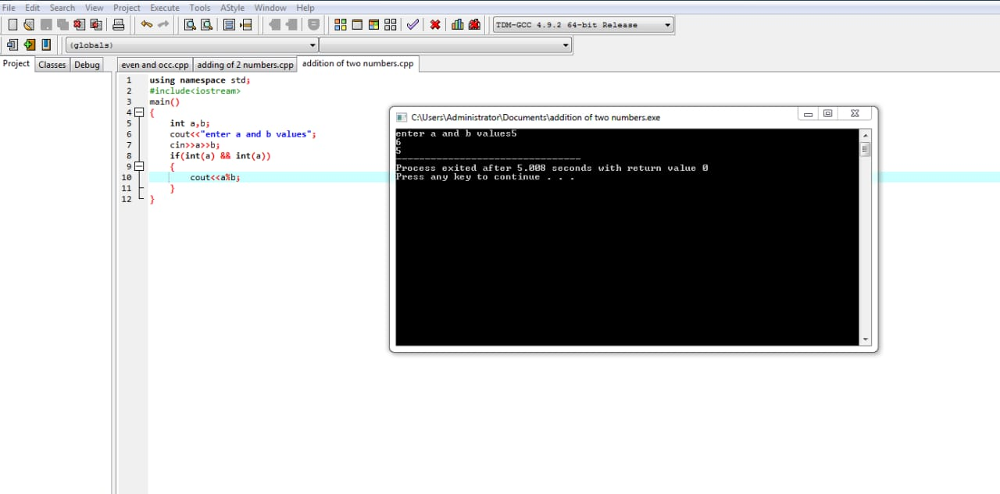 File Edit Search View Project Execute Tools AStyle Window Help
TDM-GCC 4.9.2 64-bit Release
(globals)
Project Classes Debug even and occ.cpp adding of 2 numbers.cpp addition of two numbers.cpp
1 using namespace std;
2 #include<iostream>
3 main()
4 {
5 int a,b;
6 cout<<"enter a and b values";
7 cin>>a>>b;
8 if(int(a) && int(a))
9 {
10 cout<<a%b;
11 }
12 }
C:\Users\Administrator\Documents\addition of two numbers.exe
enter a and b values5
6
5
--------------------------------
Process exited after 5.008 seconds with return value 0
Press any key to continue . . .